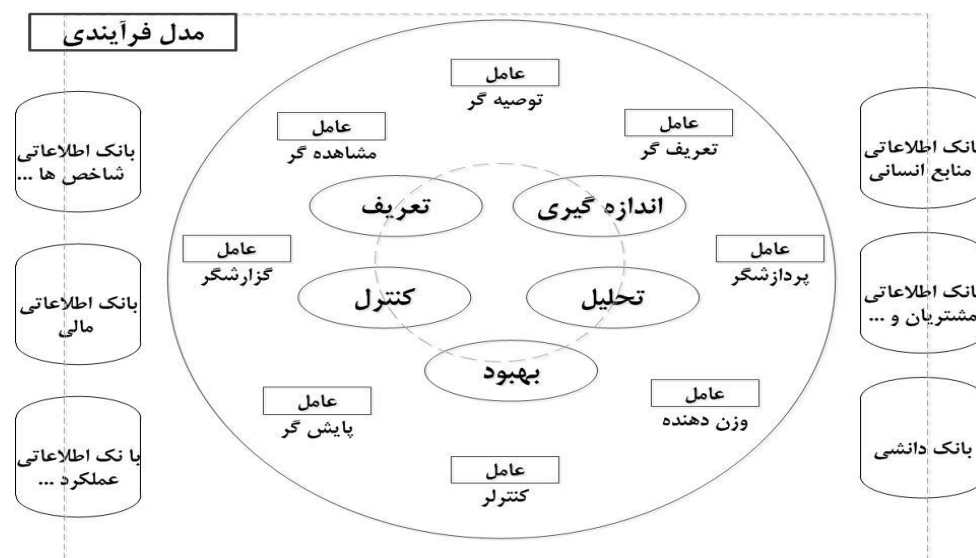 مدل فرآیندی
عامل
توصیه گر
عامل
تعریف گر
عامل
مشاهده گر
بانک اطلاعاتی
منابع انسانی
بانک اطلاعاتی
شاخص ها ...
اندازه گیری
تعریف
عامل
پردازشگر
عامل
گزارشگر
بانک اطلاعاتی
مشتریان و ...
تحلیل
کنترل
بانک اطلاعاتی
مالی
بهبود
عامل
وزن دهنده
عامل
پایش گر
بانک دانشی
با نک اطلاعاتی
عملکرد ...
عامل
کنترلر